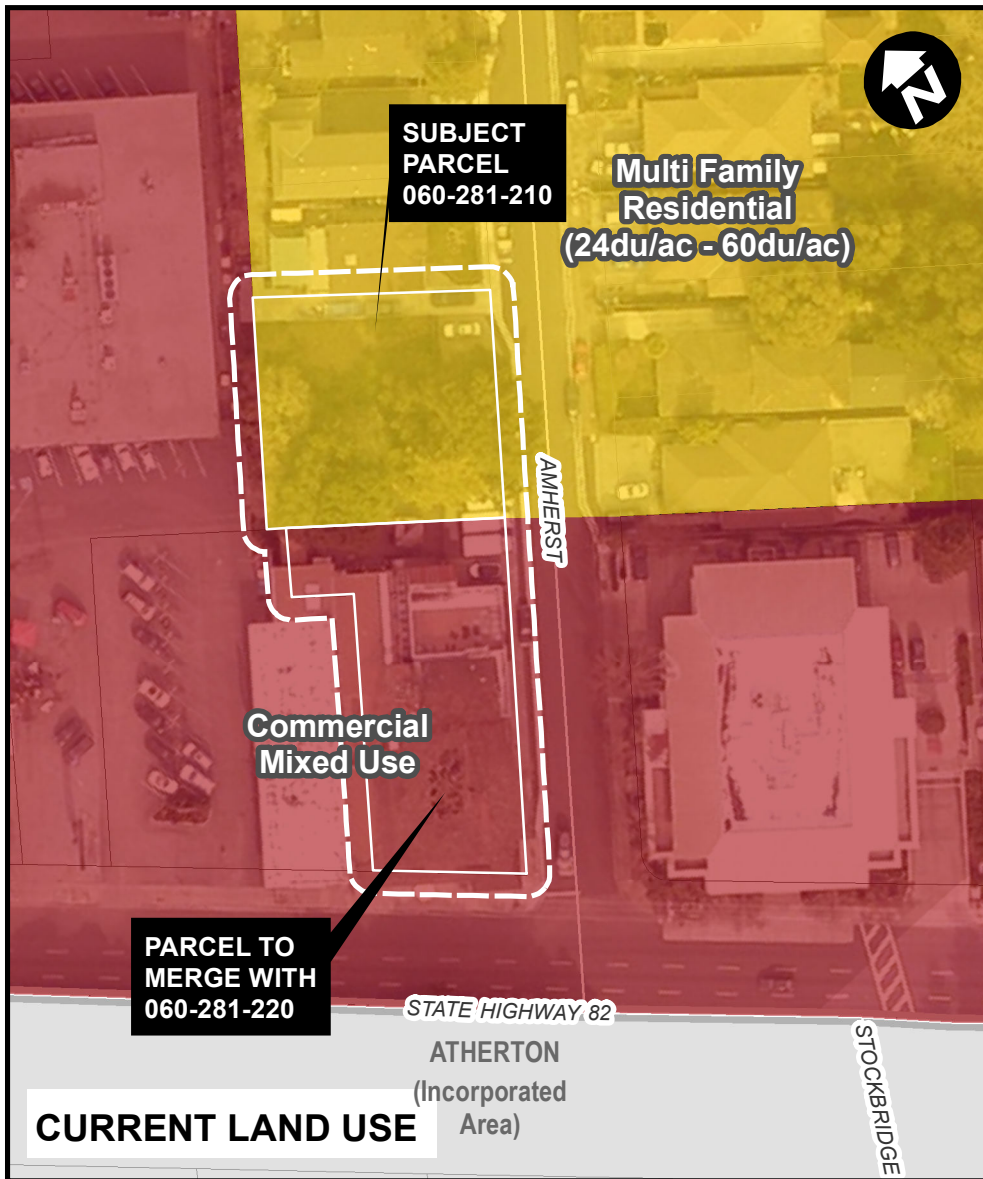 N
SUBJECT
PARCEL
060-281-210
Multi Family
Residential
(24du/ac - 60du/ac)
AMHERST
Commercial
Mixed Use
PARCEL TO
MERGE WITH
060-281-220
STATE HIGHWAY 82
ATHERTON
(Incorporated
Area)
STOCKBRIDGE
CURRENT LAND USE